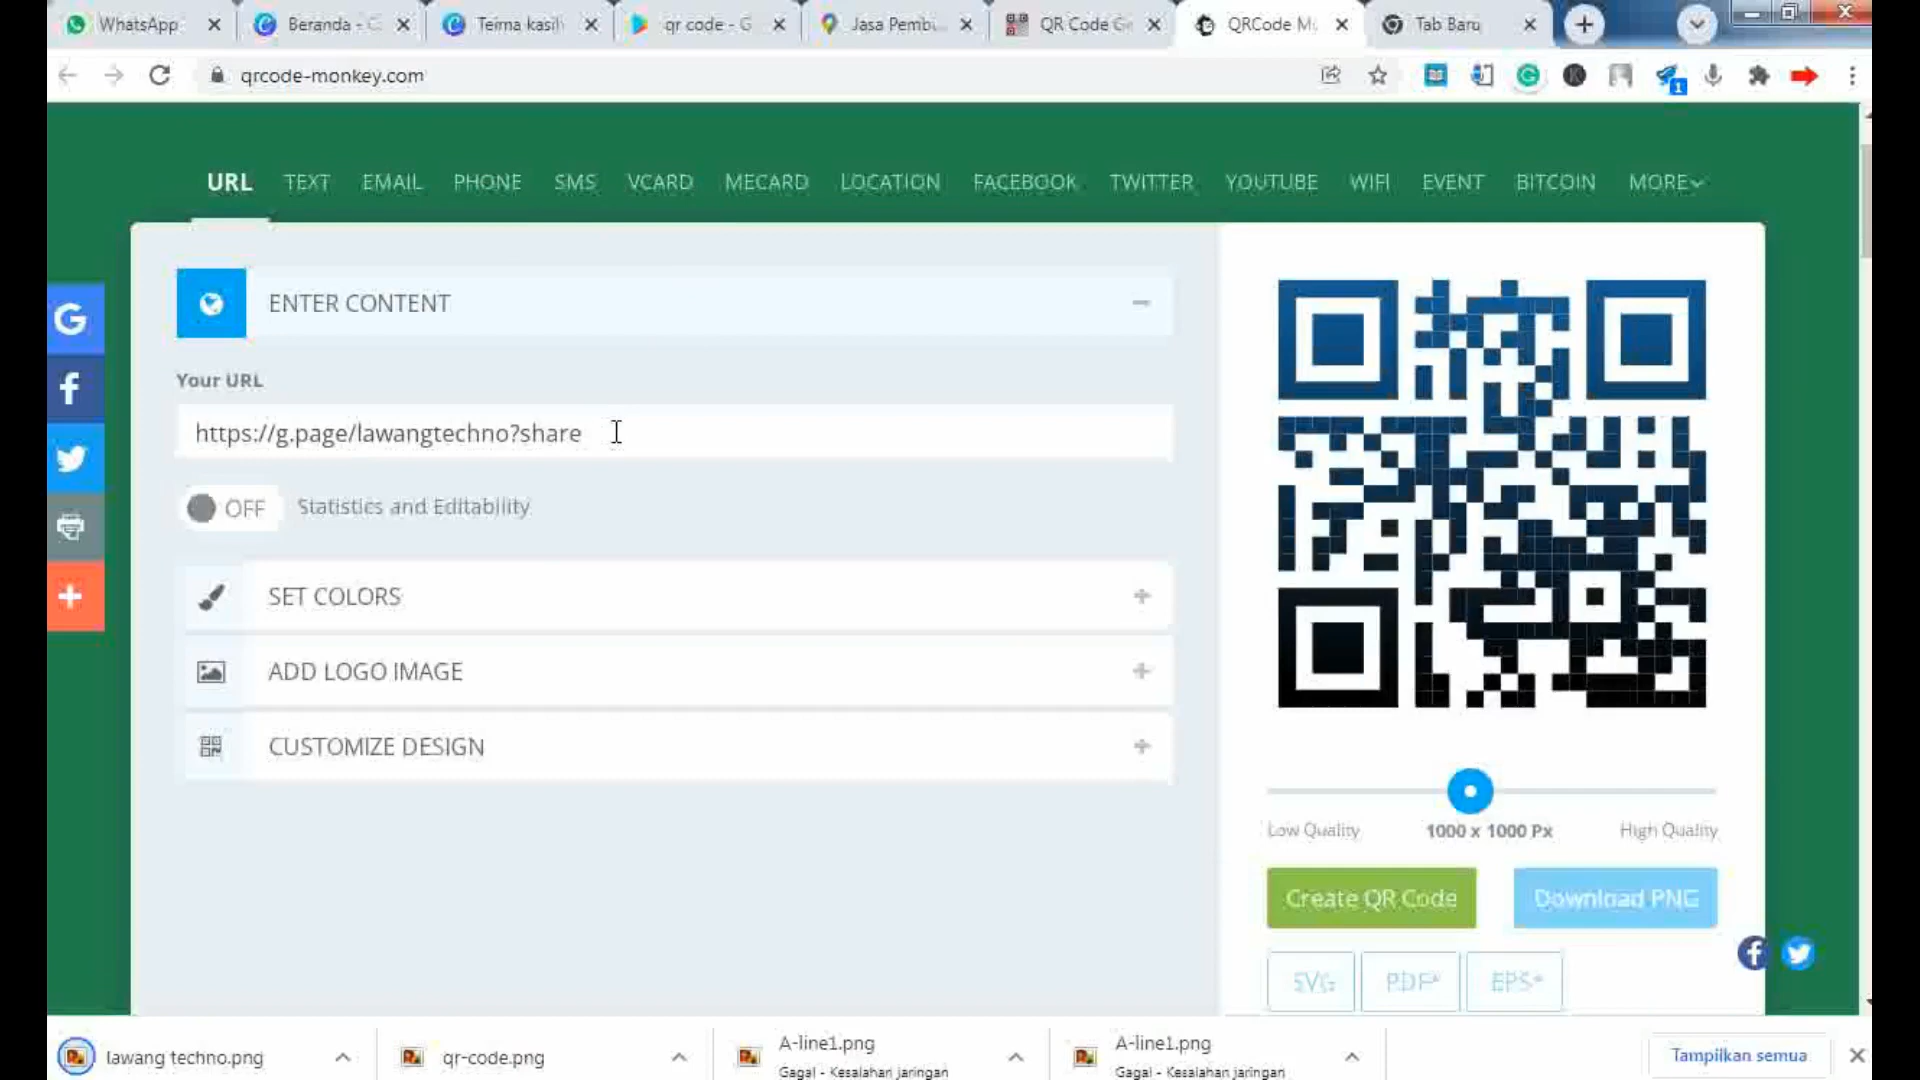 WhatsApp
Beranda - C
Teima kasih
qr code - G
Jasa Pembu
QR Code Ge
QRCode Mo
Tab Baru
qrcode-monkey.com
1
URL
TEXT
EMAIL
PHONE
SMS
VCARD
MECARD
LOCATION
FACEBOOK
TWITTER
YOUTUBE
WIFI
EVENT
BITCOIN
MORE
ENTER CONTENT
Your URL
https://g.page/lawangtechno?share
OFF
Statistics and Editability
SET COLORS
ADD LOGO IMAGE
CUSTOMIZE DESIGN
Low Quality
1000 x 1000 Px
High Quality
Create QR Code
Download PNG
SVG
PDF*
EPS*
lawang techno.png
qr-code.png
A-line1.png
Gagal - Kesalahan jaringan
A-line1.png
Gagal - Kesalahan jaringan
Tampilkan semua